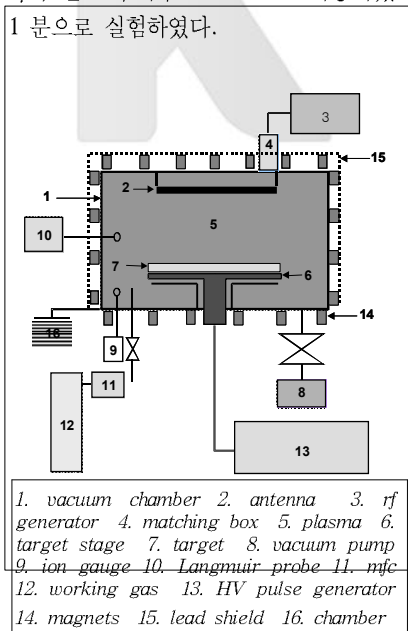 1 분으로 실험하였다.
3
4
15
1
2
5
10
7
6
16
14
9
11
8
12
13
1. vacuum chamber 2. antenna 3. rf
generator 4. matching box 5. plasma 6.
target stage 7. target 8. vacuum pump
9. ion gauge 10. Langmuir probe 11. mfc
12. working gas 13. HV pulse generator
14. magnets 15. lead shield 16. chamber